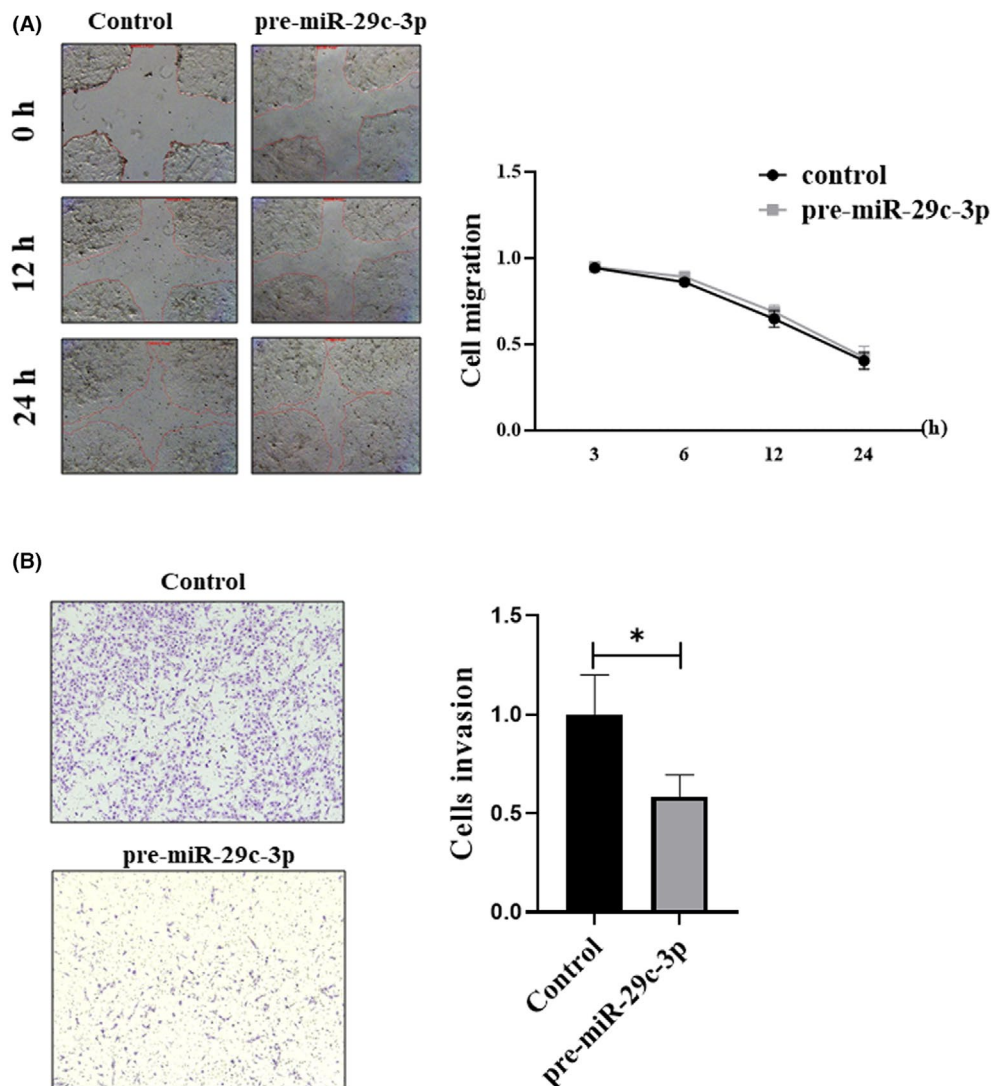 (A)
Control
pre-miR-29c-3p
0 h
12 h
24 h
control
pre-miR-29c-3p
Cell migration
1.5
1.0
0.5
0.0
3
6
12
24
(h)
(B)
Control
pre-miR-29c-3p
Cells invasion
1.5
1.0
0.5
0.0
*
Control
pre-miR-29c-3p